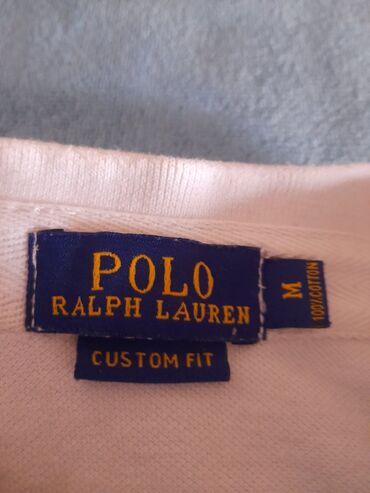 POLO
RALPH LAUREN
CUSTOM FIT
M
100% COTTON